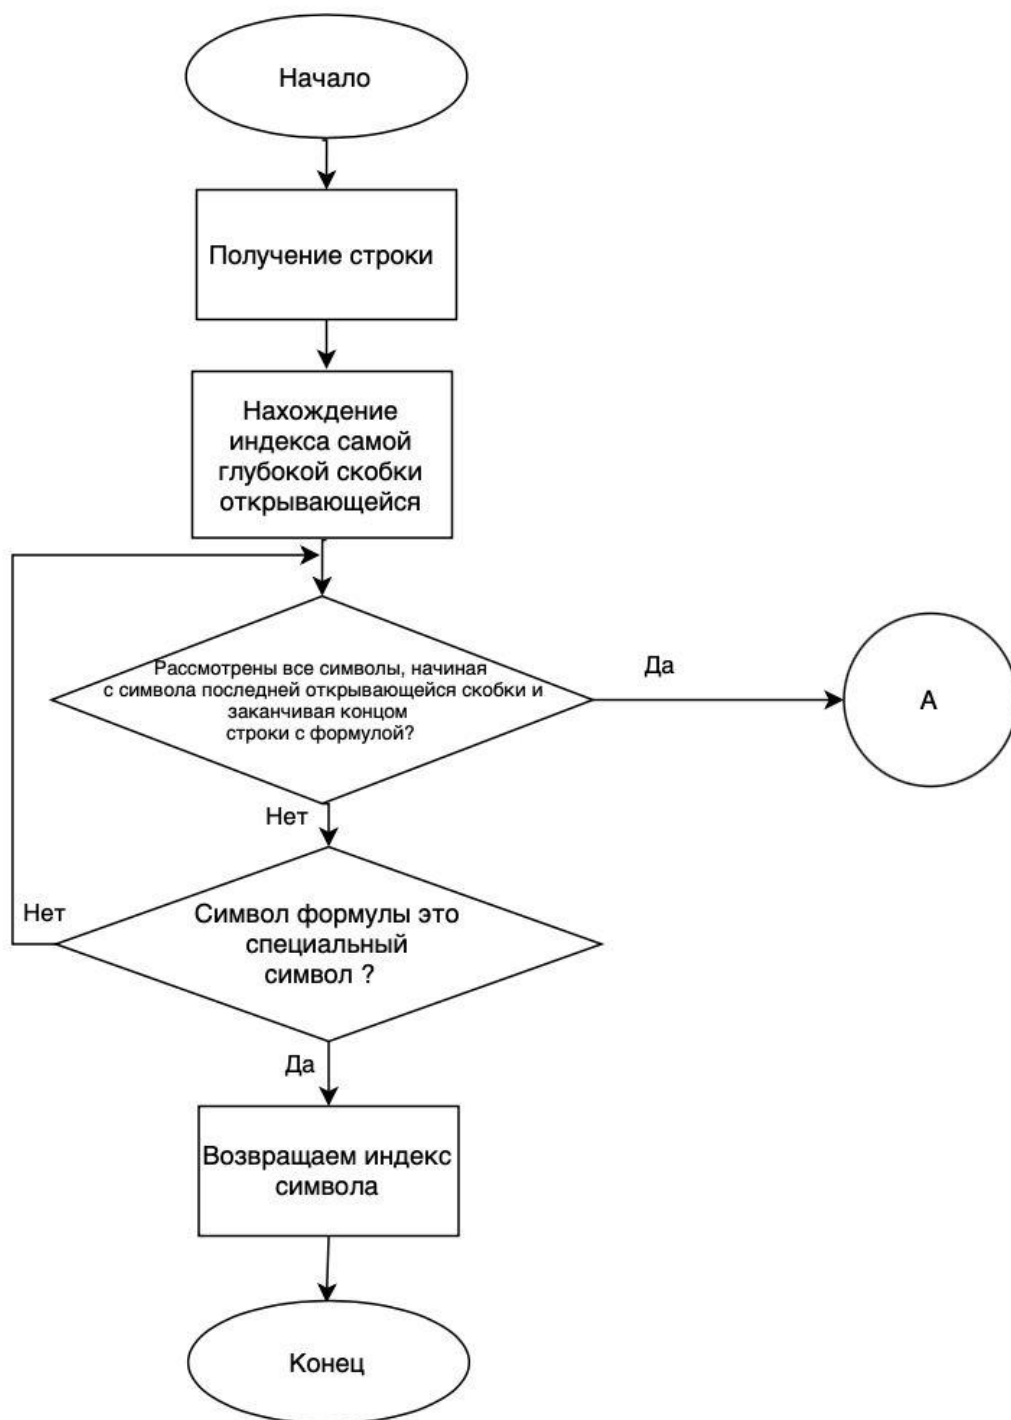 Начало
Получение строки
Нахождение
индекса самой
глубокой скобки
открывающейся
Рассмотрены все символы, начиная
с символа последней открывающейся скобки и
заканчивая концом
строки с формулой?
Да
А
Нет
Символ формулы это
специальный
символ ?
Нет
Да
Возвращаем индекс
символа
Конец